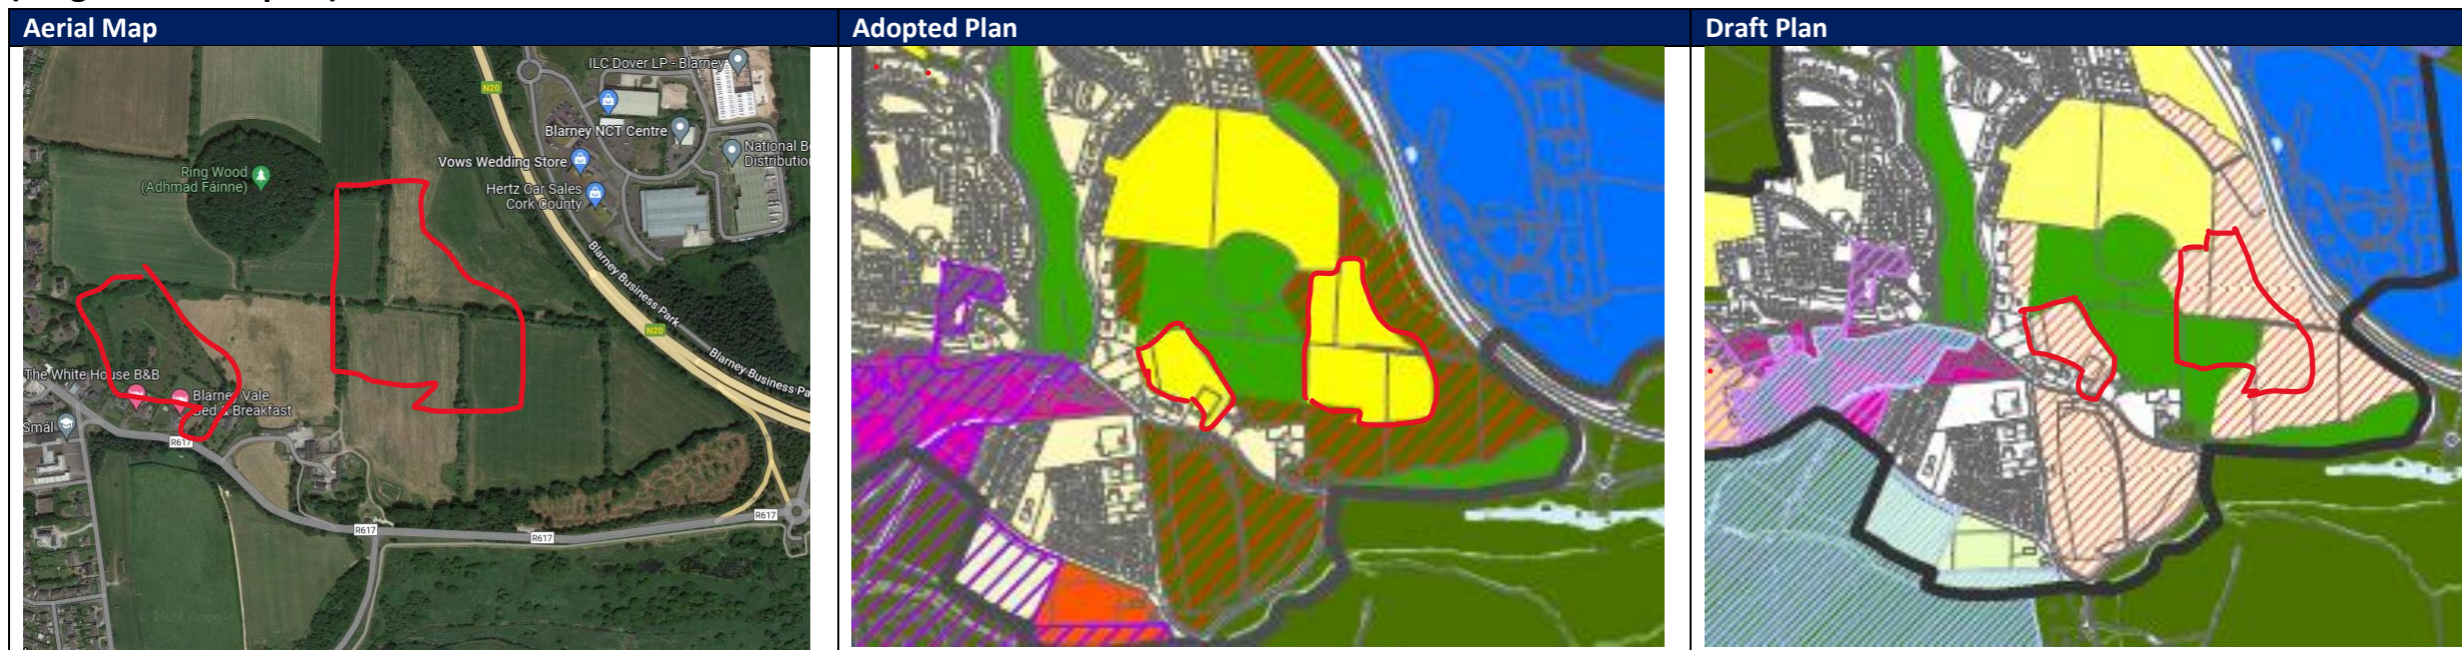 Aerial Map
Adopted Plan
Draft Plan
ILC Dover LP - Blarney
N20
Blarney NCT Centre
National B
Distributio
Vows Wedding Store
Ring Wood
(Adhmad Fáinne)
Hertz Car Sales
Cork County
Blarney Business Park
N20
Blarney Business Pa
The White House B&B
Blarney Vale
Bed & Breakfast
Smál
R617
R617
R617
R617